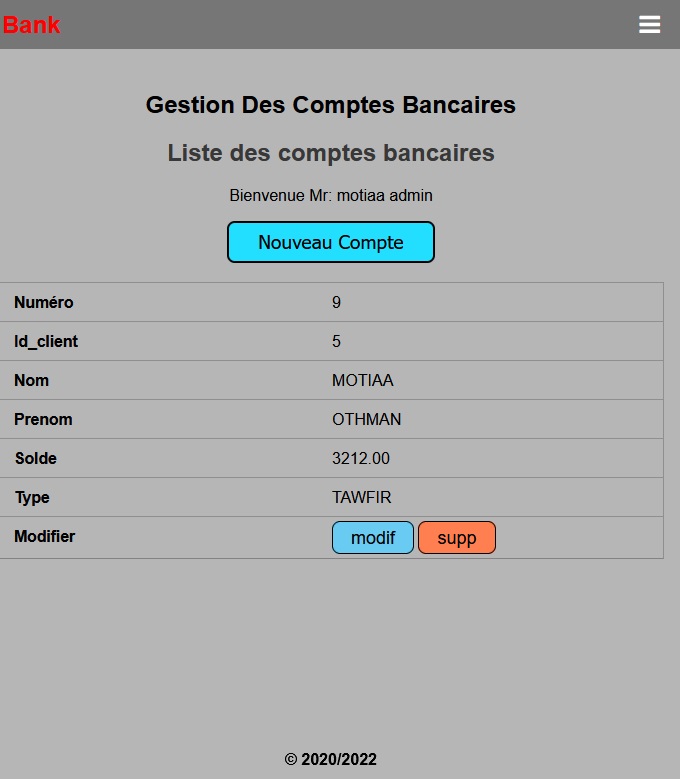 Bank
Gestion Des Comptes Bancaires
Liste des comptes bancaires
Bienvenue Mr: motiaa admin
Nouveau Compte
Numéro 9
Id_client 5
Nom MOTIAA
Prenom OTHMAN
Solde 3212.00
Type TAWFIR
Modifier modif supp
© 2020/2022